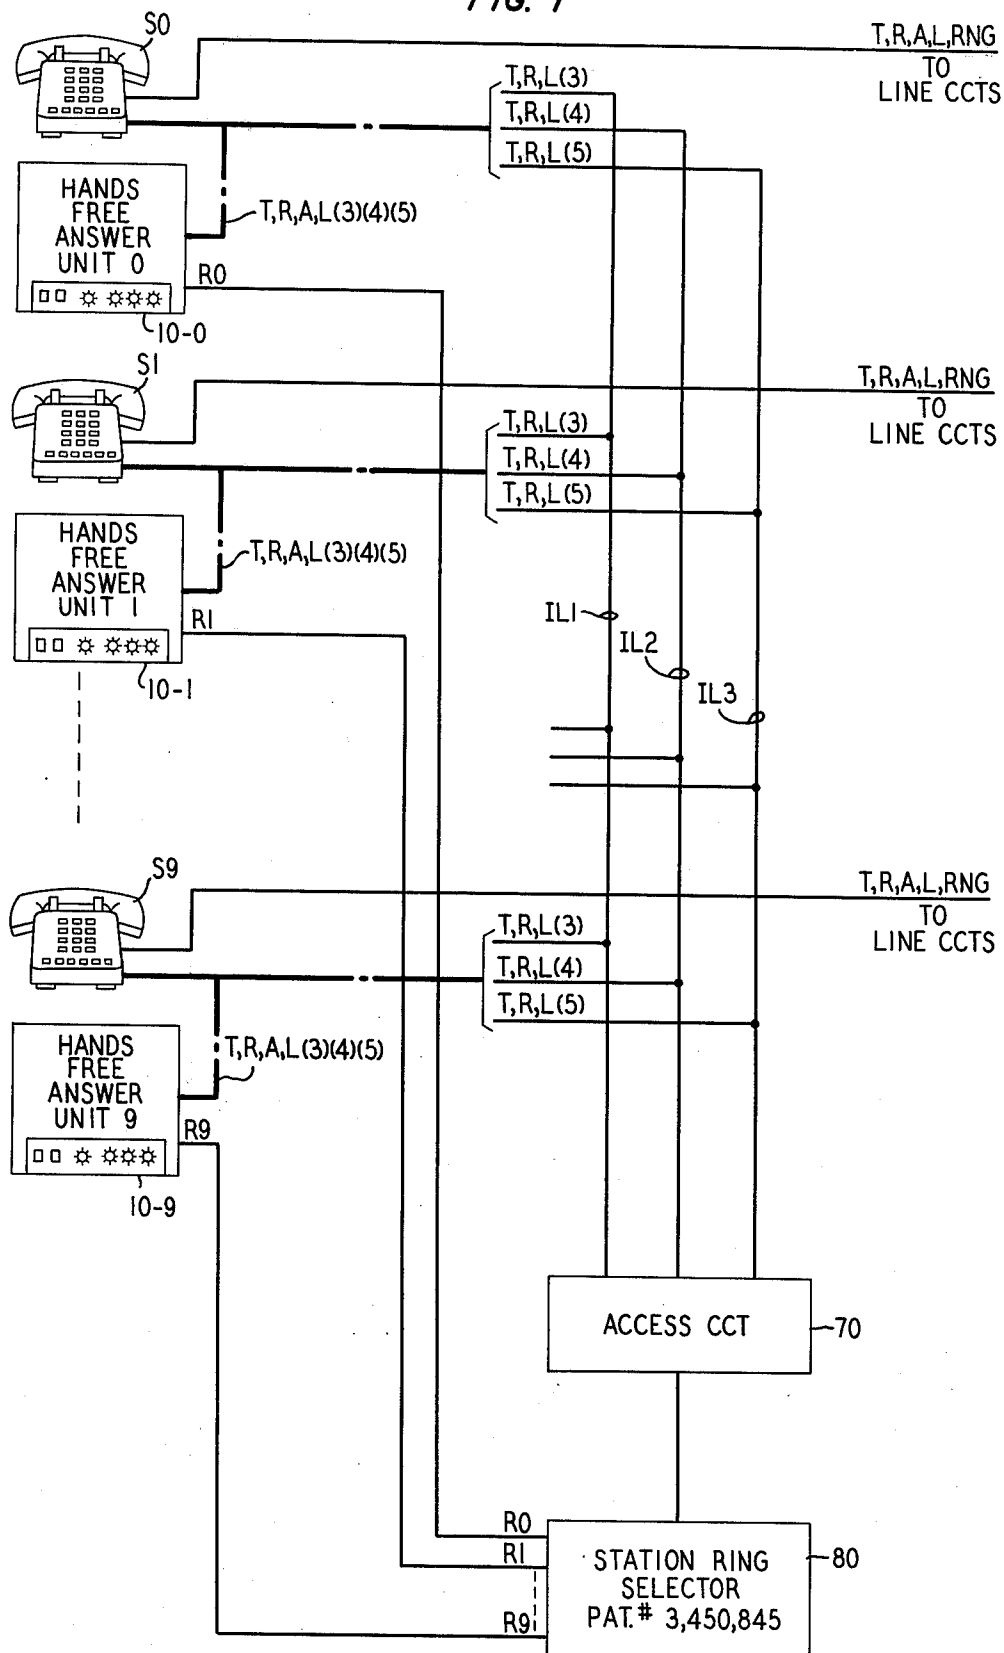 FIG. 1
S0
T,R,A,L,RNG
TO
LINE CCTS
T,R,L(3)
T,R,L(4)
T,R,L(5)
HANDS
FREE
ANSWER
UNIT 0
T,R,A,L(3)(4)(5)
R0
10-0
S1
T,R,A,L,RNG
TO
LINE CCTS
T,R,L(3)
T,R,L(4)
T,R,L(5)
HANDS
FREE
ANSWER
UNIT 1
T,R,A,L(3)(4)(5)
R1
10-1
IL1
IL2
IL3
S9
T,R,A,L,RNG
TO
LINE CCTS
T,R,L(3)
T,R,L(4)
T,R,L(5)
HANDS
FREE
ANSWER
UNIT 9
T,R,A,L(3)(4)(5)
R9
10-9
ACCESS CCT
70
R0
R1
R9
STATION RING
SELECTOR
PAT.# 3,450,845
80